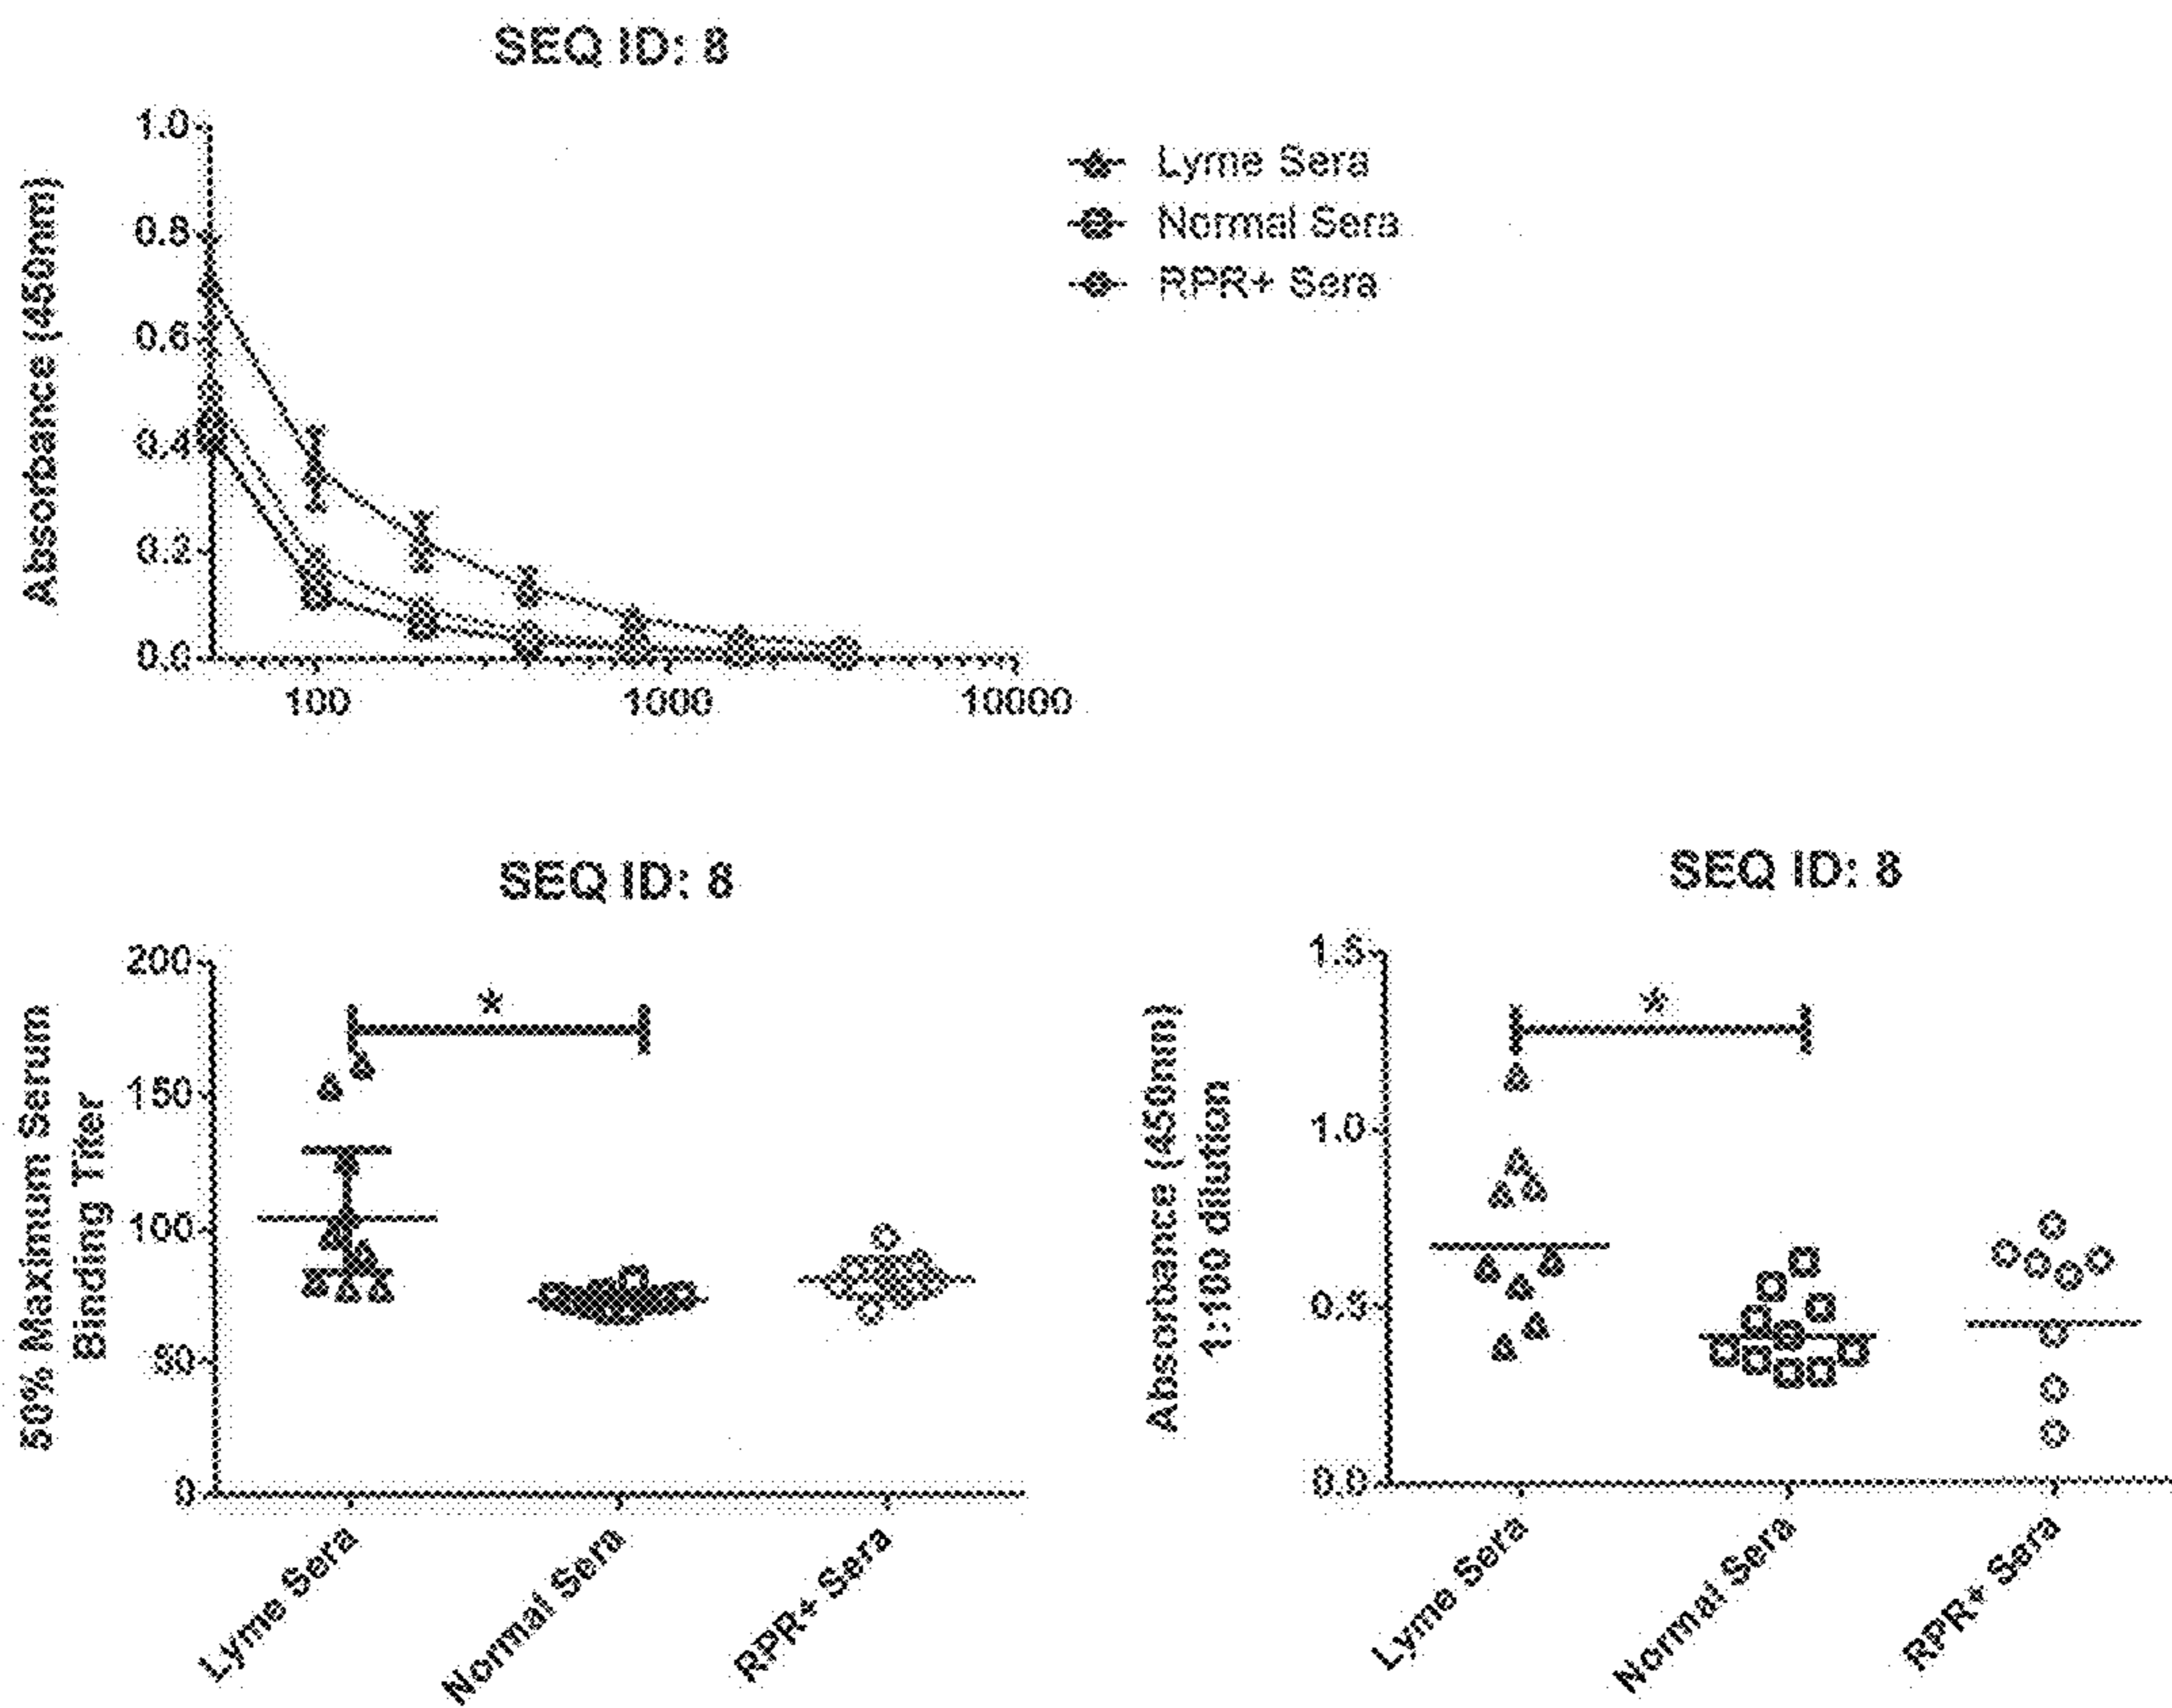 SEQ ID: 8
1.0
0.8
0.6
0.4
0.2
0.0
Absorbance (450nm)
100 1000 10000
Lyme Sera
Normal Sera
RPR+ Sera
SEQ ID: 8
200
150
100
50
0
50% Maximum Serum
Binding Titer
*
Lyme Sera
Normal Sera
RPR+ Sera
SEQ ID: 8
1.5
1.0
0.5
0.0
Absorbance (450nm)
1:100 dilution
*
Lyme Sera
Normal Sera
RPR+ Sera